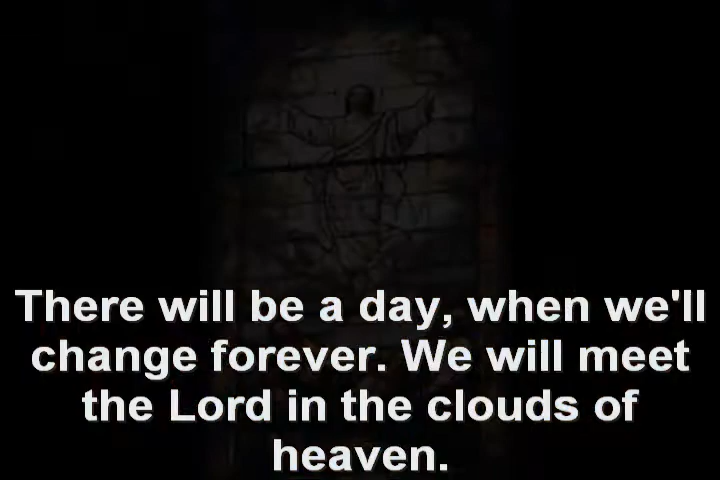 There will be a day, when we'll
change forever. We will meet
the Lord in the clouds of
heaven.